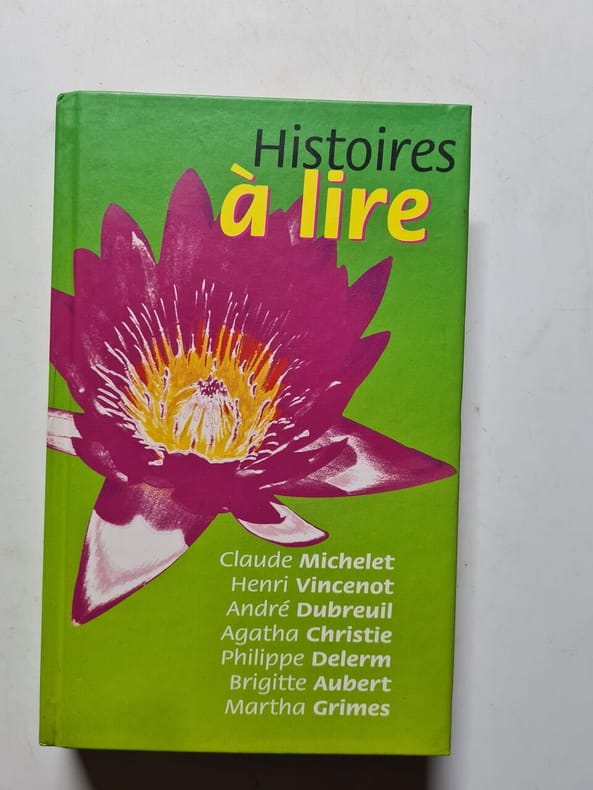 Histoires
à lire
Claude Michelet
Henri Vincenot
André Dubreuil
Agatha Christie
Philippe Delerm
Brigitte Aubert
Martha Grimes